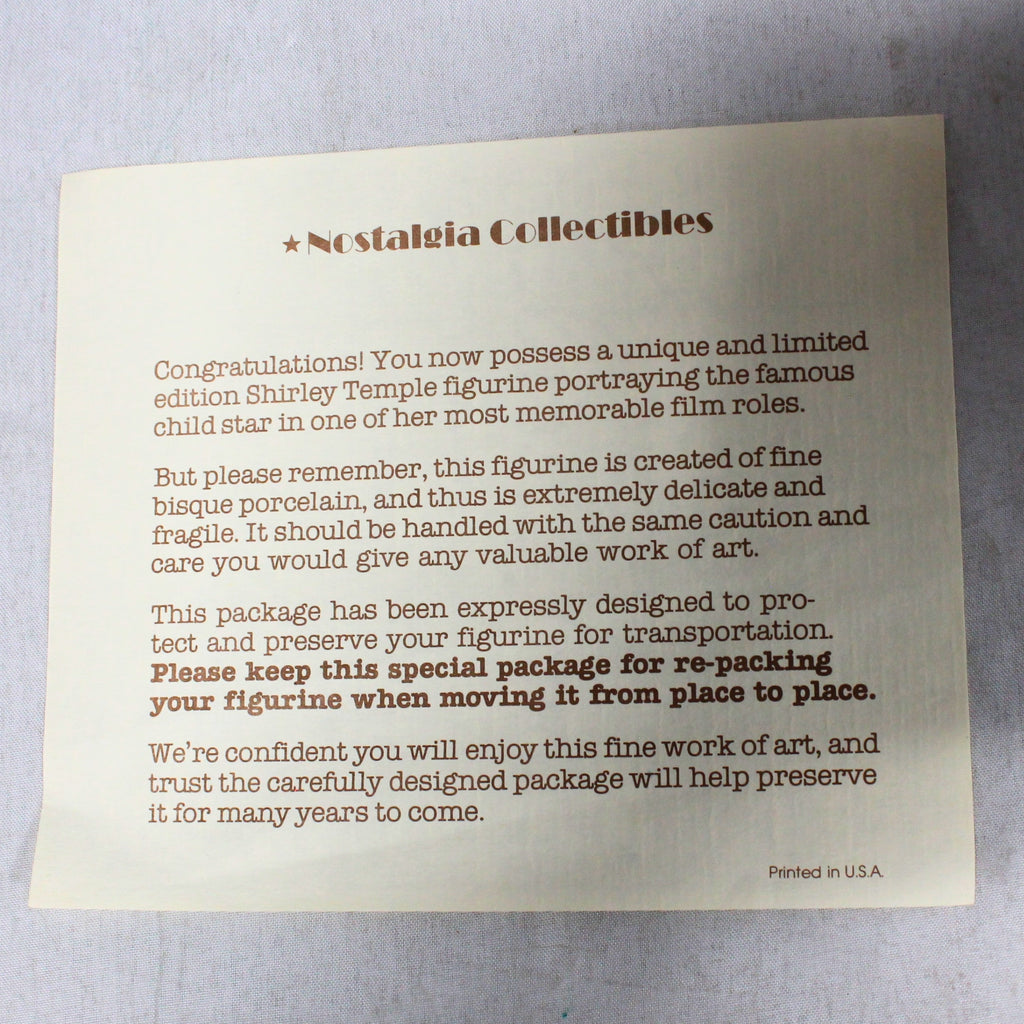 ★Nostalgia Collectibles
Congratulations! You now possess a unique and limited
edition Shirley Temple figurine portraying the famous
child star in one of her most memorable film roles.
But please remember, this figurine is created of fine
bisque porcelain, and thus is extremely delicate and
fragile. It should be handled with the same caution and
care you would give any valuable work of art.
This package has been expressly designed to pro-
tect and preserve your figurine for transportation.
Please keep this special package for re-packing
your figurine when moving it from place to place.
We're confident you will enjoy this fine work of art, and
trust the carefully designed package will help preserve
it for many years to come.
Printed in U.S.A.